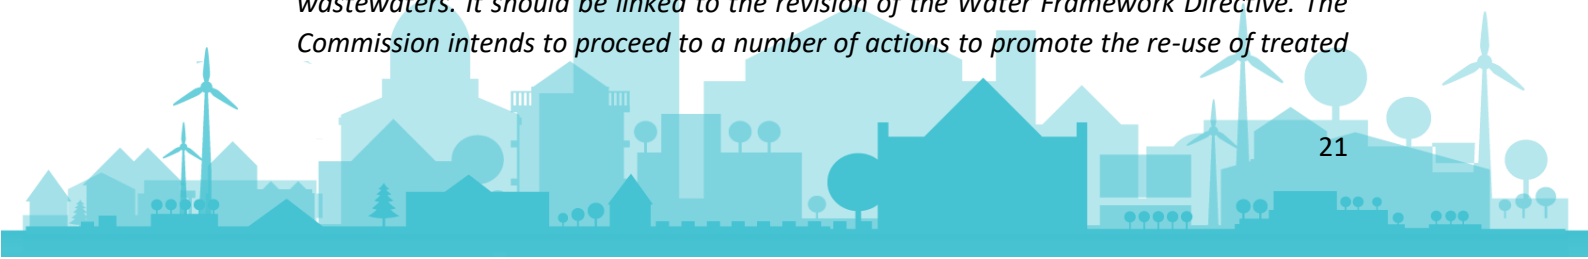 wastewaters. It should be linked to the revision of the Water Framework Directive. The
Commission intends to proceed to a number of actions to promote the re-use of treated
21